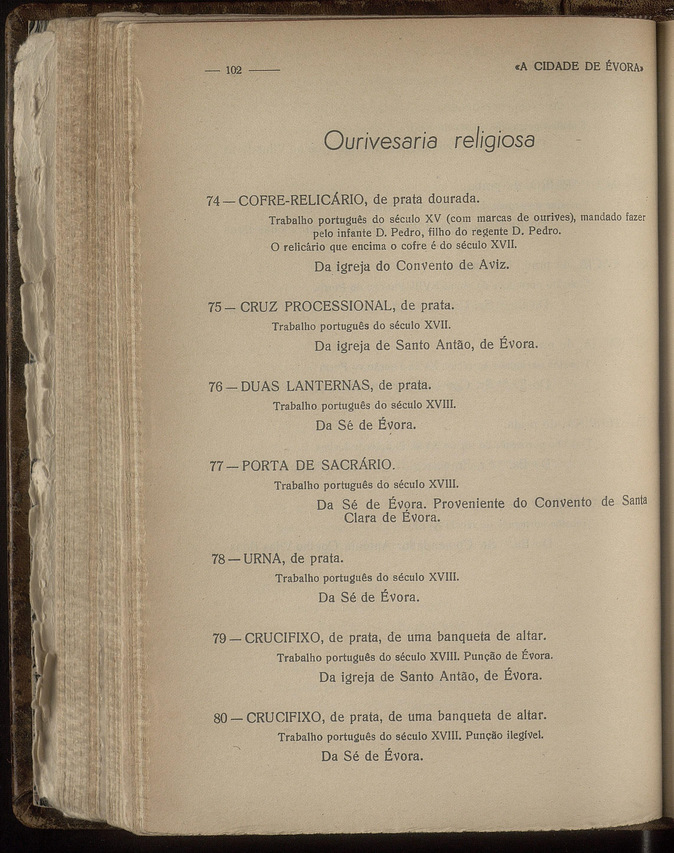 — 102 —
«A CIDADE DE ÉVORA»
Ourivesaria religiosa
74 — COFRE-RELICÁRIO, de prata dourada.
Trabalho português do século XV (com marcas de ourives), mandado fazer
pelo infante D. Pedro, filho do regente D. Pedro.
O relicário que encima o cofre é do século XVII.
Da igreja do Convento de Aviz.
75 — CRUZ PROCESSIONAL, de prata.
Trabalho português do século XVII.
Da igreja de Santo Antão, de Évora.
76 — DUAS LANTERNAS, de prata.
Trabalho português do século XVIII.
Da Sé de Évora.
77 — PORTA DE SACRÁRIO.
Trabalho português do século XVIII.
Da Sé de Évora. Proveniente do Convento de Santa
Clara de Évora.
78 — URNA, de prata.
Trabalho português do século XVIII.
Da Sé de Évora.
79 — CRUCIFIXO, de prata, de uma banqueta de altar.
Trabalho português do século XVIII. Punção de Évora.
Da igreja de Santo Antão, de Évora.
80 — CRUCIFIXO, de prata, de uma banqueta de altar.
Trabalho português do século XVIII. Punção ilegível.
Da Sé de Évora.